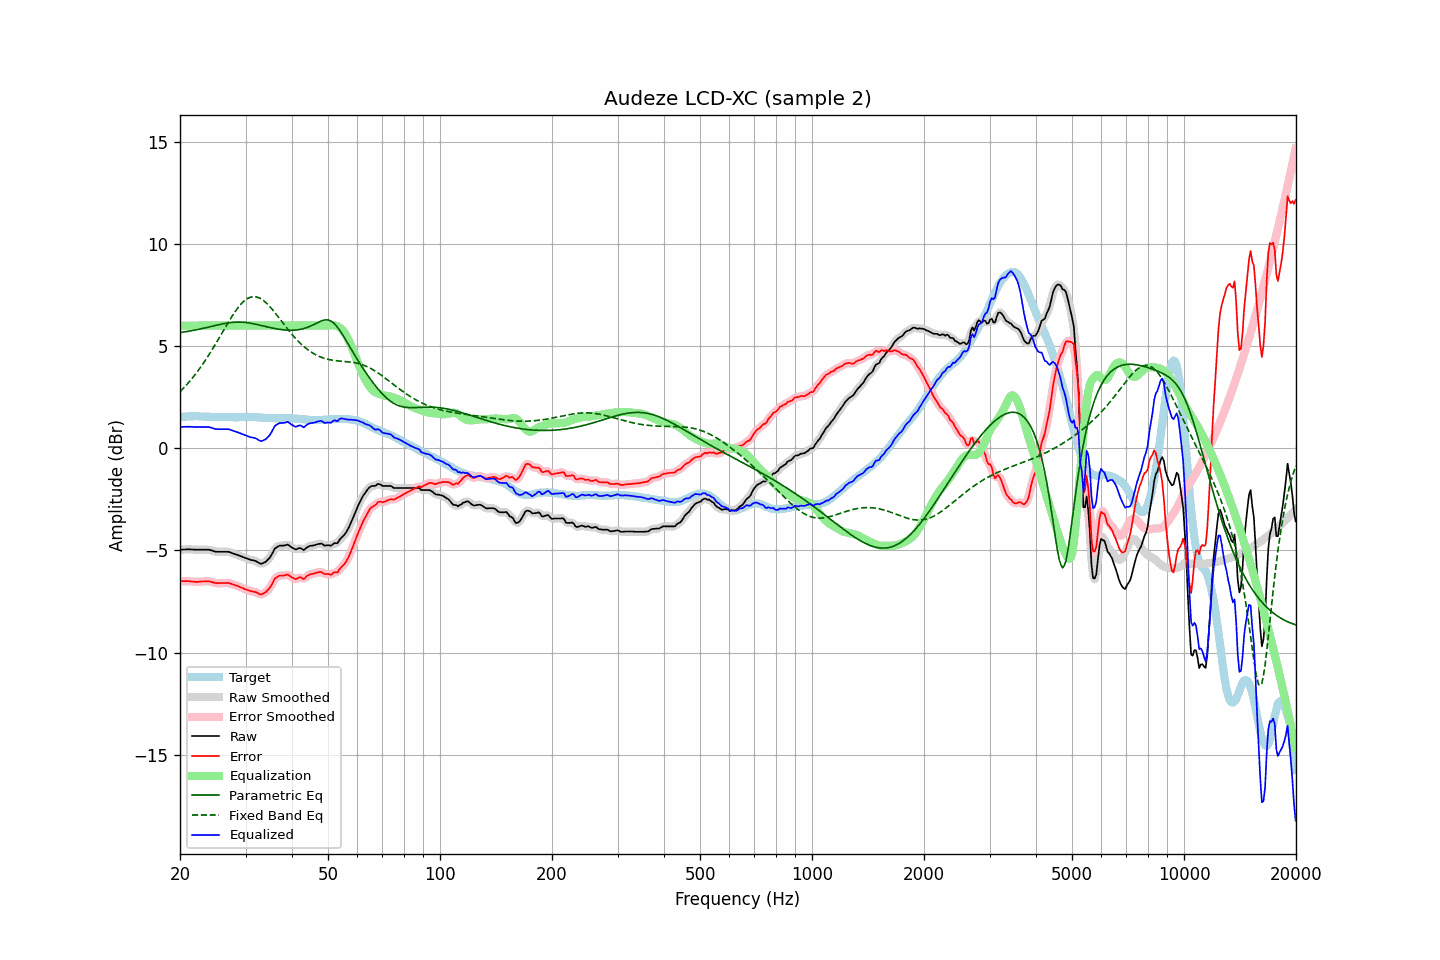 Audeze LCD-XC (sample 2)
Amplitude (dBr)
15
10
5
0
−5
−10
−15
Target
Raw Smoothed
Error Smoothed
Raw
Error
Equalization
Parametric Eq
Fixed Band Eq
Equalized
20 50 100 200 500 1000 2000 5000 10000 20000
Frequency (Hz)